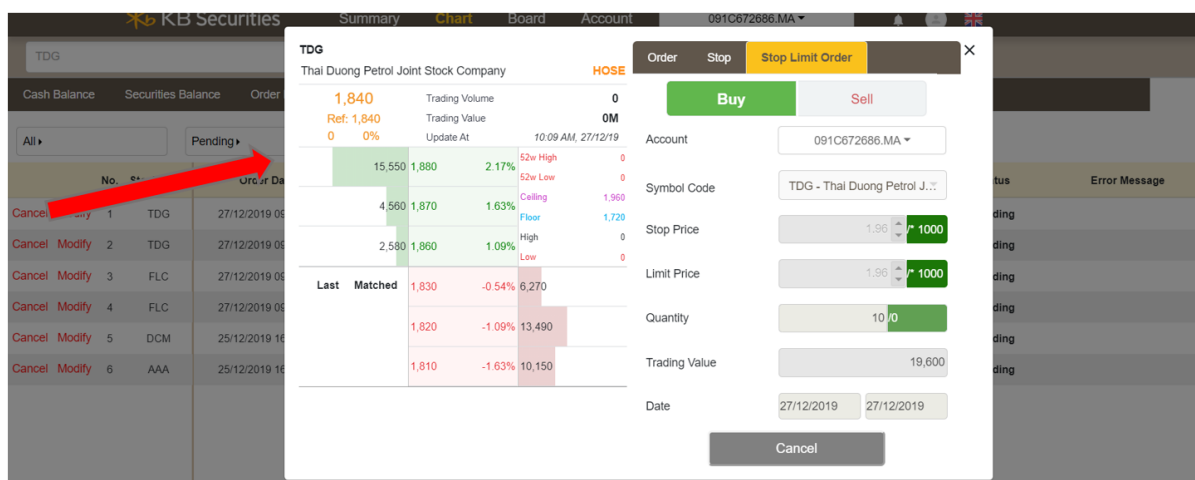 KB Securities Summary Chart Board Account 091C672686.MA
TDG
Cash Balance Securities Balance Order
All Pending
No. Order Da tus Error Message
Cancel 1 TDG 27/12/2019 09 ding
Cancel Modify 2 TDG 27/12/2019 09 ding
Cancel Modify 3 FLC 27/12/2019 09 ding
Cancel Modify 4 FLC 27/12/2019 09 ding
Cancel Modify 5 DCM 25/12/2019 16 ding
Cancel Modify 6 AAA 25/12/2019 16 ding
TDG
Thai Duong Petrol Joint Stock Company HOSE
1,840 Trading Volume 0
Ref: 1,840 Trading Value 0M
0 0% Update At 10:09 AM, 27/12/19
15,550 1,880 2.17% 52w High 0
52w Low 0
4,560 1,870 1.63% Ceiling 1,960
Floor 1,720
2,580 1,860 1.09% High 0
Low 0
Last Matched 1,830 -0.54% 6,270
1,820 -1.09% 13,490
1,810 -1.63% 10,150
Order Stop Stop Limit Order ×
Buy Sell
Account 091C672686.MA
Symbol Code TDG - Thai Duong Petrol J...
Stop Price 1.96 /* 1000
Limit Price 1.96 /* 1000
Quantity 10 /0
Trading Value 19,600
Date 27/12/2019 27/12/2019
Cancel